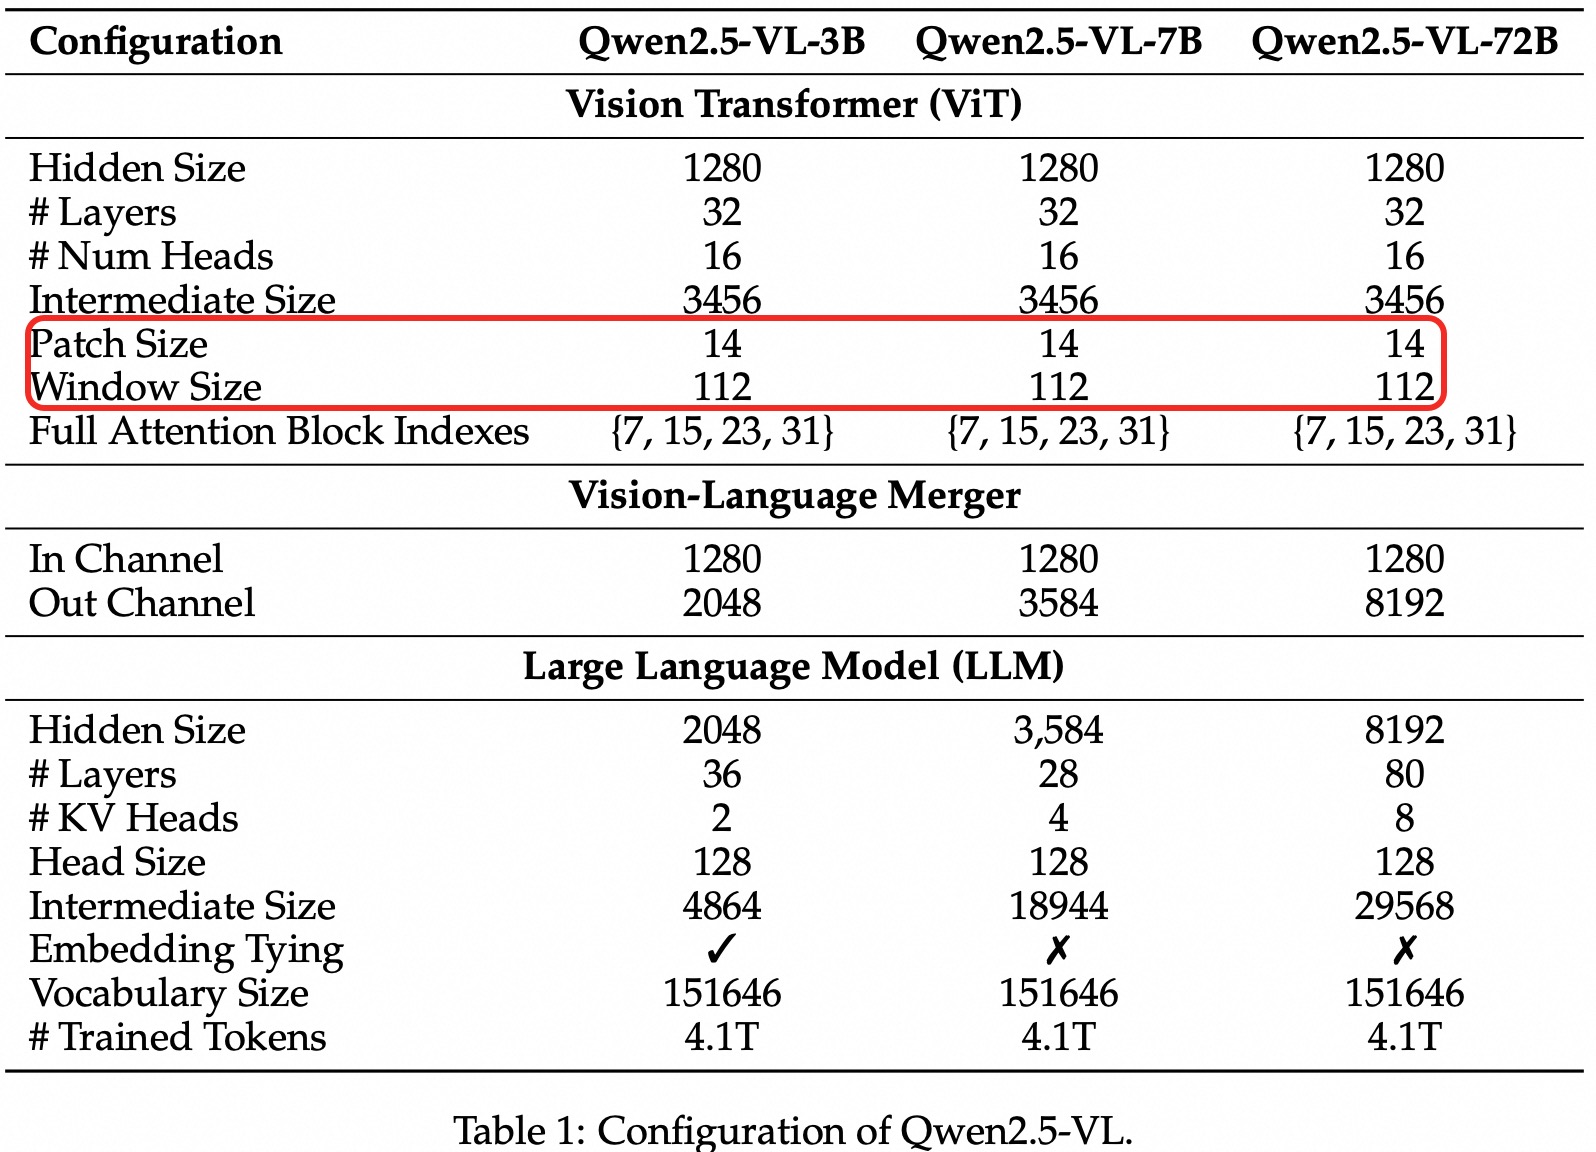 Configuration Qwen2.5-VL-3B Qwen2.5-VL-7B Qwen2.5-VL-72B
Vision Transformer (ViT)
Hidden Size 1280 1280 1280
# Layers 32 32 32
# Num Heads 16 16 16
Intermediate Size 3456 3456 3456
Patch Size 14 14 14
Window Size 112 112 112
Full Attention Block Indexes {7, 15, 23, 31} {7, 15, 23, 31} {7, 15, 23, 31}
Vision-Language Merger
In Channel 1280 1280 1280
Out Channel 2048 3584 8192
Large Language Model (LLM)
Hidden Size 2048 3,584 8192
# Layers 36 28 80
# KV Heads 2 4 8
Head Size 128 128 128
Intermediate Size 4864 18944 29568
Embedding Tying ✓ ✗ ✗
Vocabulary Size 151646 151646 151646
# Trained Tokens 4.1T 4.1T 4.1T
Table 1: Configuration of Qwen2.5-VL.